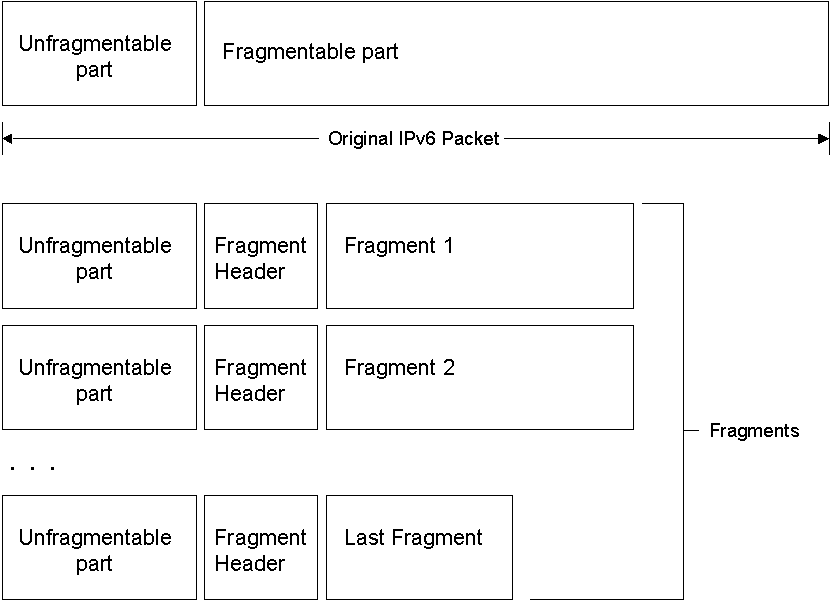 Unfragmentable
part
Fragmentable part
Original IPv6 Packet
Unfragmentable
part
Fragment
Header
Fragment 1
Unfragmentable
part
Fragment
Header
Fragment 2
Fragments
. . .
Unfragmentable
part
Fragment
Header
Last Fragment